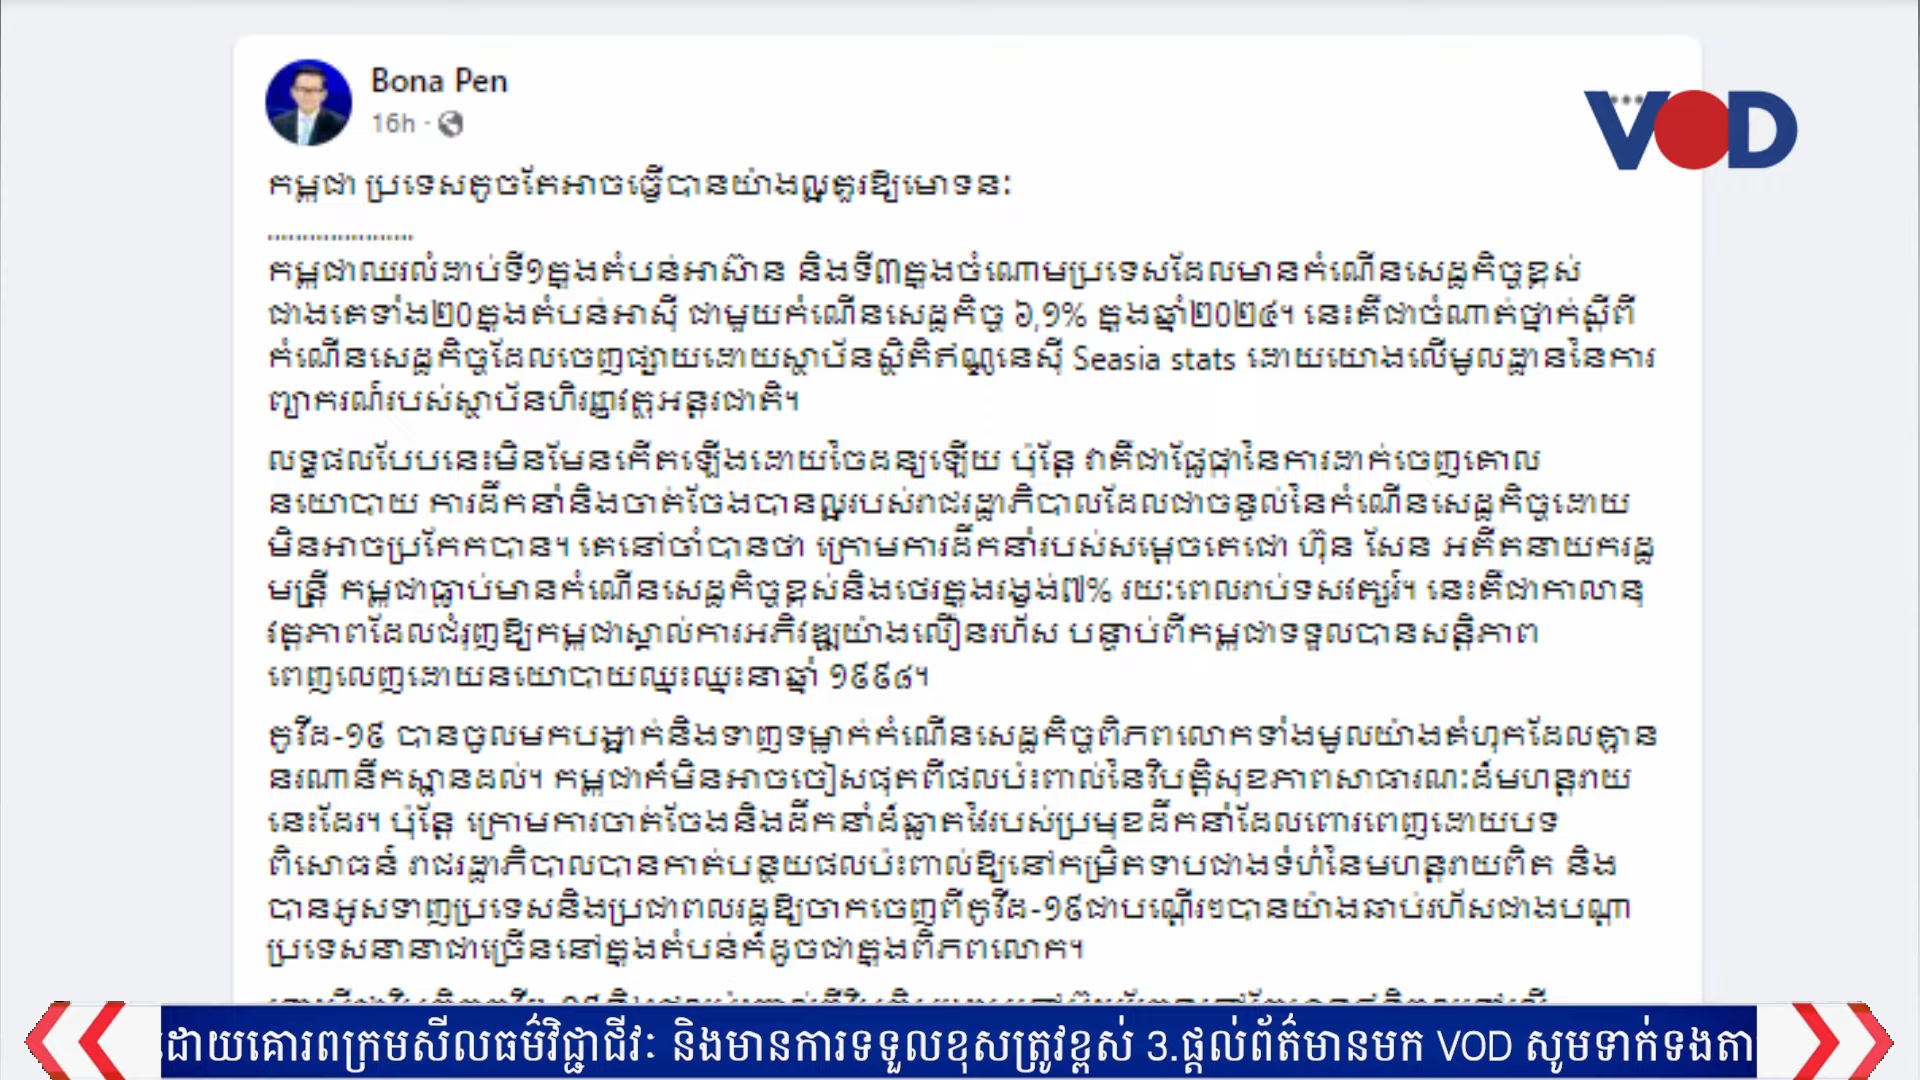 Bona Pen
16h ·
VOD
កម្ពុជា ប្រទេសតូចតែអាចធ្វើបានយ៉ាងល្អគួរឱ្យមោទនៈ
........................
កម្ពុជាឈរលំដាប់ទី១ក្នុងតំបន់អាស៊ាន និងទី៣ក្នុងចំណោមប្រទេសដែលមានកំណើនសេដ្ឋកិច្ចខ្ពស់
ជាងគេទាំង២០ក្នុងតំបន់អាស៊ី ជាមួយកំណើនសេដ្ឋកិច្ច ៦,១% ក្នុងឆ្នាំ២០២៤។ នេះគឺជាចំណាត់ថ្នាក់ស្តីពី
កំណើនសេដ្ឋកិច្ចដែលចេញផ្សាយដោយស្ថាប័នស្ថិតិឥណ្ឌូនេស៊ី Seasia stats ដោយយោងលើមូលដ្ឋាននៃការ
ព្យាករណ៍របស់ស្ថាប័នហិរញ្ញវត្ថុអន្តរជាតិ។
លទ្ធផលបែបនេះមិនមែនកើតឡើងដោយចៃដន្យឡើយ ប៉ុន្តែ វាគឺជាផ្លែផ្កានៃការដាក់ចេញគោល
នយោបាយ ការដឹកនាំនិងចាត់ចែងបានល្អរបស់រាជរដ្ឋាភិបាលដែលជាចន្ទល់នៃកំណើនសេដ្ឋកិច្ចដោយ
មិនអាចប្រកែកបាន។ គេនៅចាំបានថា ក្រោមការដឹកនាំរបស់សម្តេចតេជោ ហ៊ុន សែន អតីតនាយករដ្ឋ
មន្ត្រី កម្ពុជាធ្លាប់មានកំណើនសេដ្ឋកិច្ចខ្ពស់និងថេរក្នុងរង្វង់៧% រយៈពេលរាប់ទសវត្សរ៍។ នេះគឺជាកាលានុ
វត្តភាពដែលជំរុញឱ្យកម្ពុជាស្គាល់ការអភិវឌ្ឍយ៉ាងលឿនរហ័ស បន្ទាប់ពីកម្ពុជាទទួលបានសន្តិភាព
ពេញលេញដោយនយោបាយឈ្នះឈ្នះនាឆ្នាំ ១៩៩៨។
កូវីដ-១៩ បានចូលមកបង្អាក់និងទាញទម្លាក់កំណើនសេដ្ឋកិច្ចពិភពលោកទាំងមូលយ៉ាងគំហុកដែលគ្មាន
នរណានឹកស្មានដល់។ កម្ពុជាក៏មិនអាចចៀសផុតពីផលប៉ះពាល់នៃវិបត្តិសុខភាពសាធារណៈដ៏មហន្តរាយ
នេះដែរ។ ប៉ុន្តែ ក្រោមការចាត់ចែងនិងដឹកនាំដ៏ឆ្លាតវៃរបស់ប្រមុខដឹកនាំដែលពោរពេញដោយបទ
ពិសោធន៍ រាជរដ្ឋាភិបាលបានកាត់បន្ថយផលប៉ះពាល់ឱ្យនៅកម្រិតទាបជាងទំហំនៃមហន្តរាយពិត និង
បានអូសទាញប្រទេសនិងប្រជាពលរដ្ឋឱ្យចាកចេញពីកូវីដ-១៩ជាបណ្តើរៗបានយ៉ាងឆាប់រហ័សជាងបណ្តា
ប្រទេសនានាជាច្រើននៅក្នុងតំបន់ក៏ដូចជាក្នុងពិភពលោក។
ដោយគោរពក្រមសីលធម៌វិជ្ជាជីវៈ និងមានការទទួលខុសត្រូវខ្ពស់ 3.ផ្តល់ព័ត៌មានមក VOD សូមទាក់ទងតា